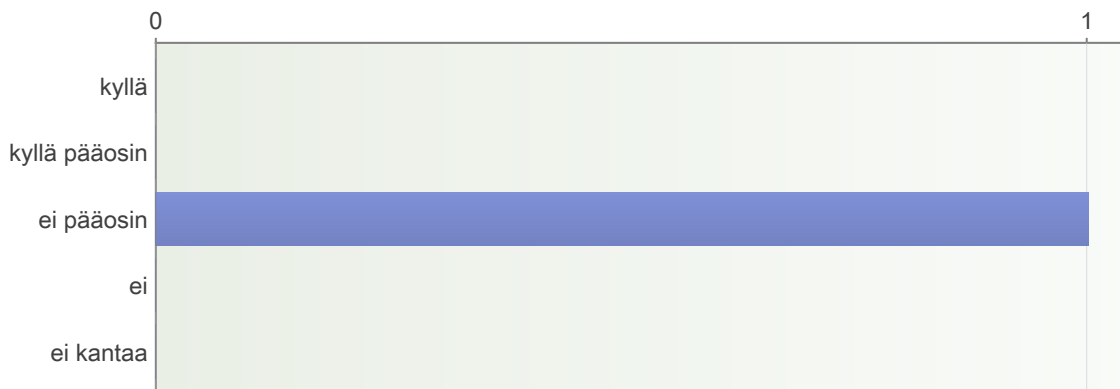 0 1
kyllä
kyllä pääosin
ei pääosin
ei
ei kantaa